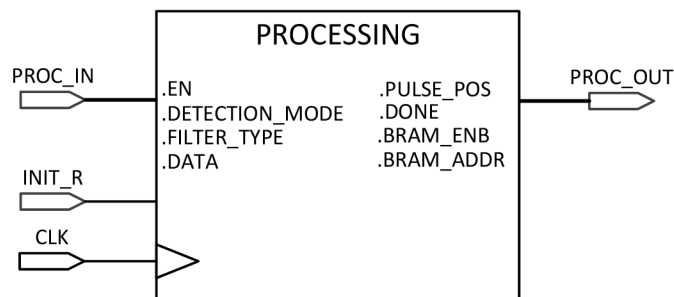 PROCESSING
PROC_IN
PROC_OUT
.EN
.DETECTION_MODE
.FILTER_TYPE
.DATA
.PULSE_POS
.DONE
.BRAM_ENB
.BRAM_ADDR
INIT_R
CLK